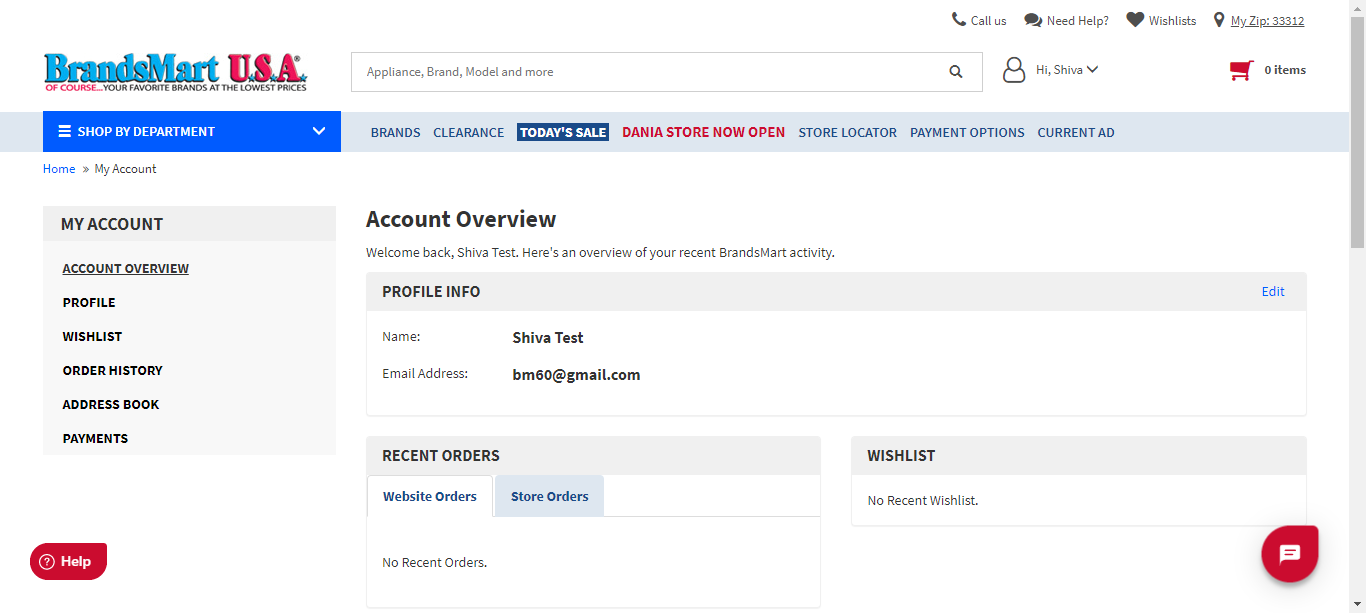 Call us
Need Help?
Wishlists
My Zip: 33312
BrandsMart U.S.A.
OF COURSE...YOUR FAVORITE BRANDS AT THE LOWEST PRICES
Appliance, Brand, Model and more
Hi, Shiva
0 items
SHOP BY DEPARTMENT
BRANDS
CLEARANCE
TODAY'S SALE
DANIA STORE NOW OPEN
STORE LOCATOR
PAYMENT OPTIONS
CURRENT AD
Home » My Account
MY ACCOUNT
ACCOUNT OVERVIEW
PROFILE
WISHLIST
ORDER HISTORY
ADDRESS BOOK
PAYMENTS
Account Overview
Welcome back, Shiva Test. Here's an overview of your recent BrandsMart activity.
PROFILE INFO
Edit
Name: Shiva Test
Email Address: bm60@gmail.com
RECENT ORDERS
Website Orders
Store Orders
No Recent Orders.
WISHLIST
No Recent Wishlist.
Help